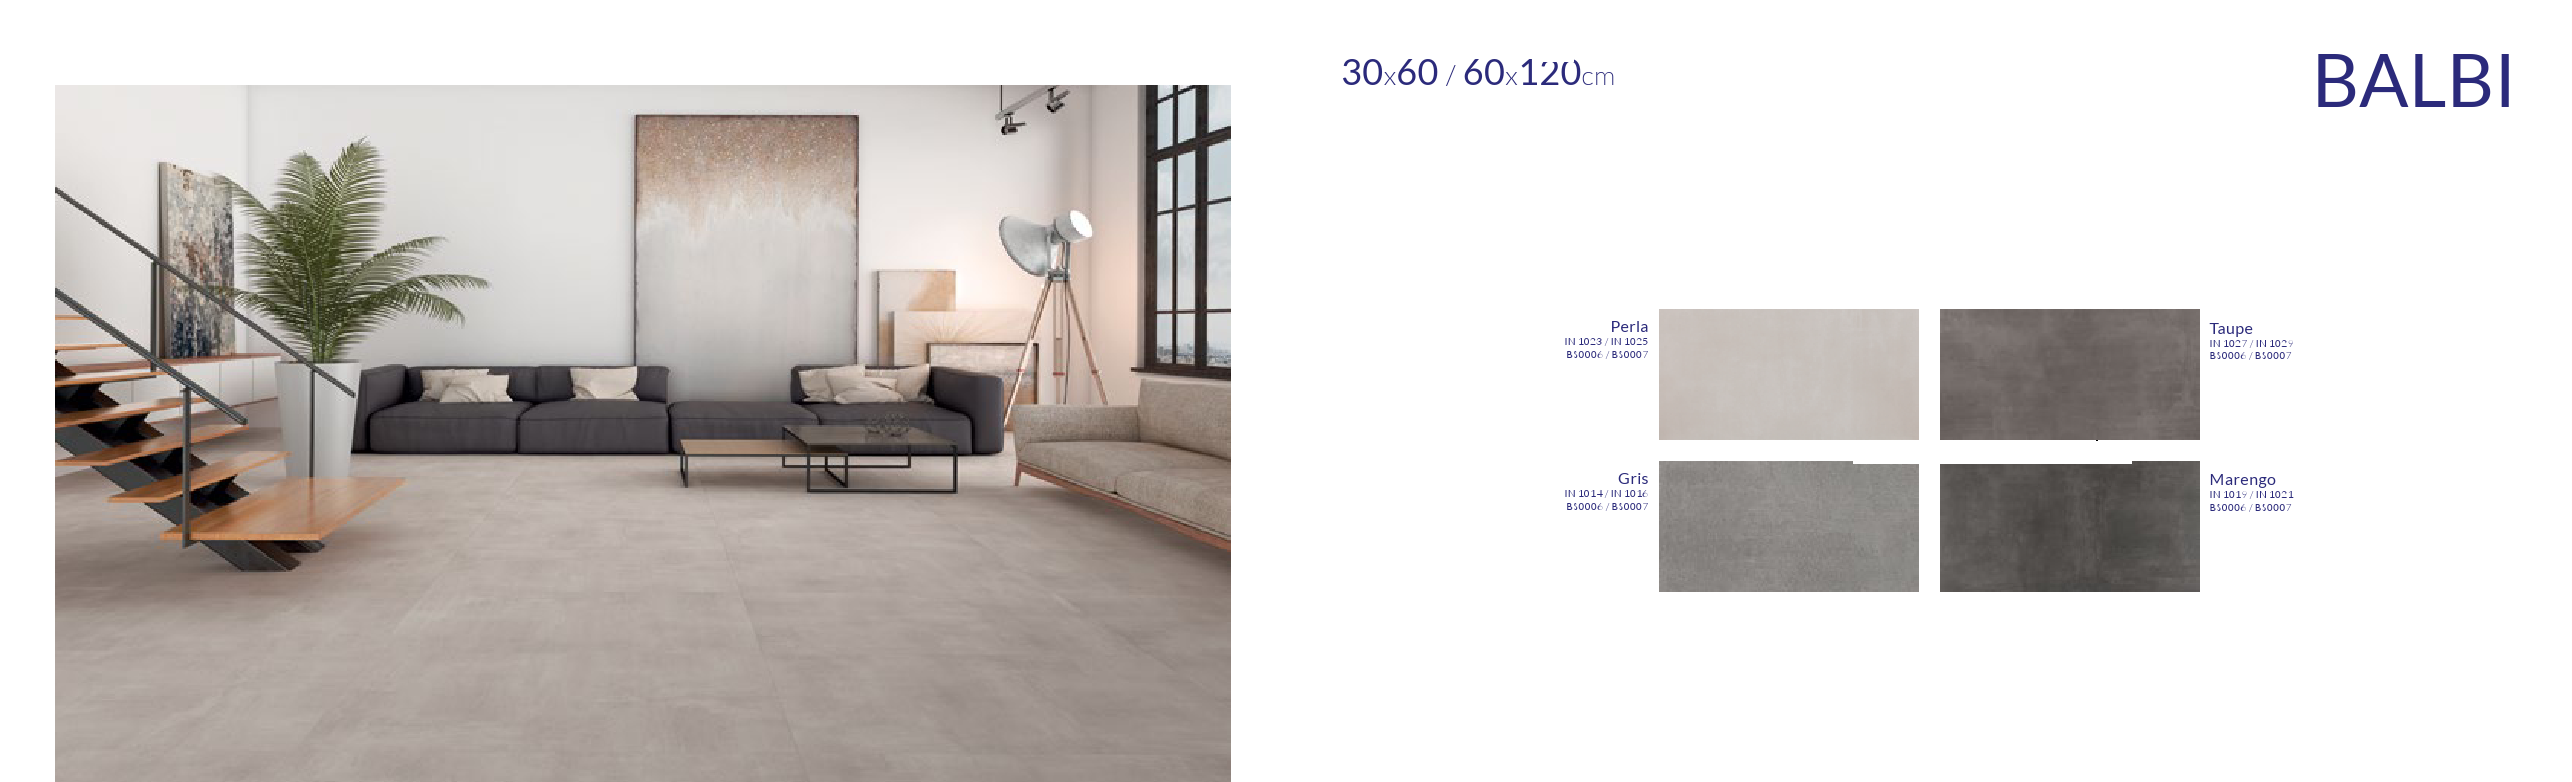 30x60 / 60x120cm
BALBI
Perla
IN 1023 / IN 1025
BS0006 / BS0007
Taupe
IN 1027 / IN 1029
BS0006 / BS0007
Gris
IN 1014 / IN 1016
BS0006 / BS0007
Marengo
IN 1019 / IN 1021
BS0006 / BS0007